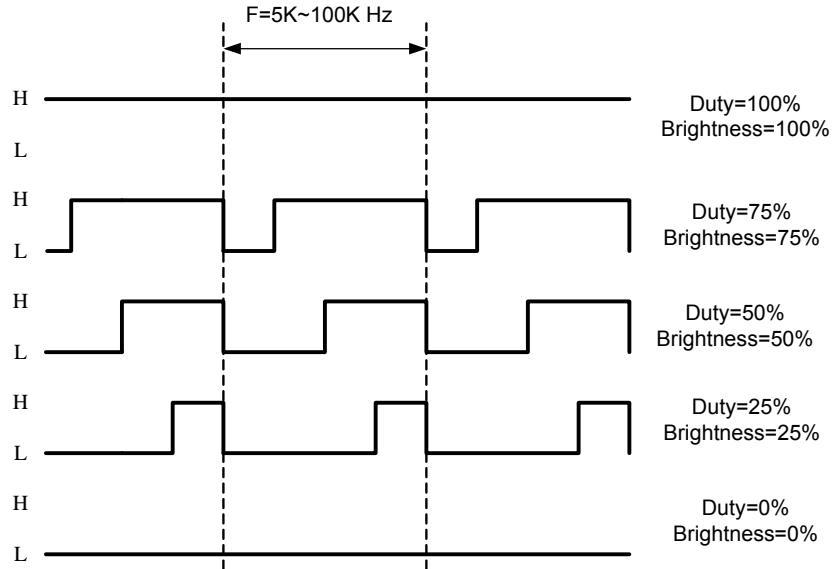 F=5K~100K Hz
H
L
Duty=100%
Brightness=100%
H
L
Duty=75%
Brightness=75%
H
L
Duty=50%
Brightness=50%
H
L
Duty=25%
Brightness=25%
H
L
Duty=0%
Brightness=0%